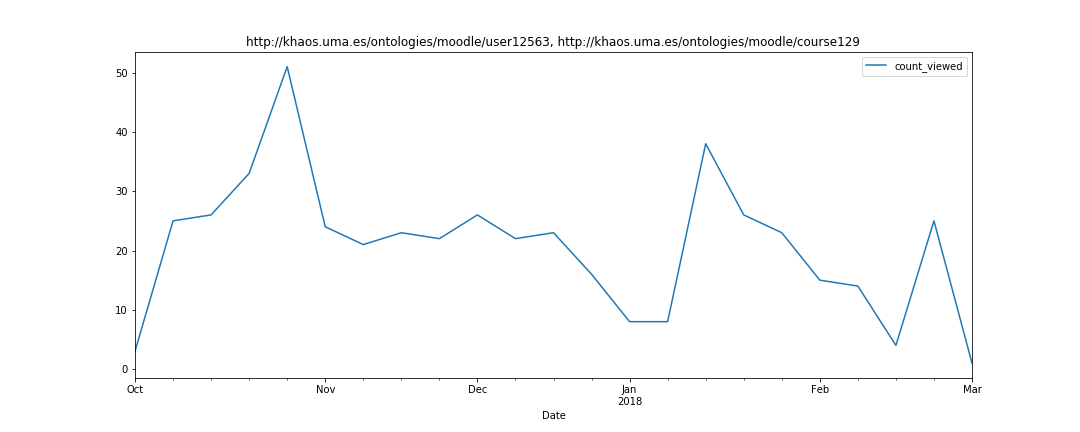 http://khaos.uma.es/ontologies/moodle/user12563, http://khaos.uma.es/ontologies/moodle/course129
count_viewed
50
40
30
20
10
0
Oct Nov Dec Jan Feb Mar
2018
Date